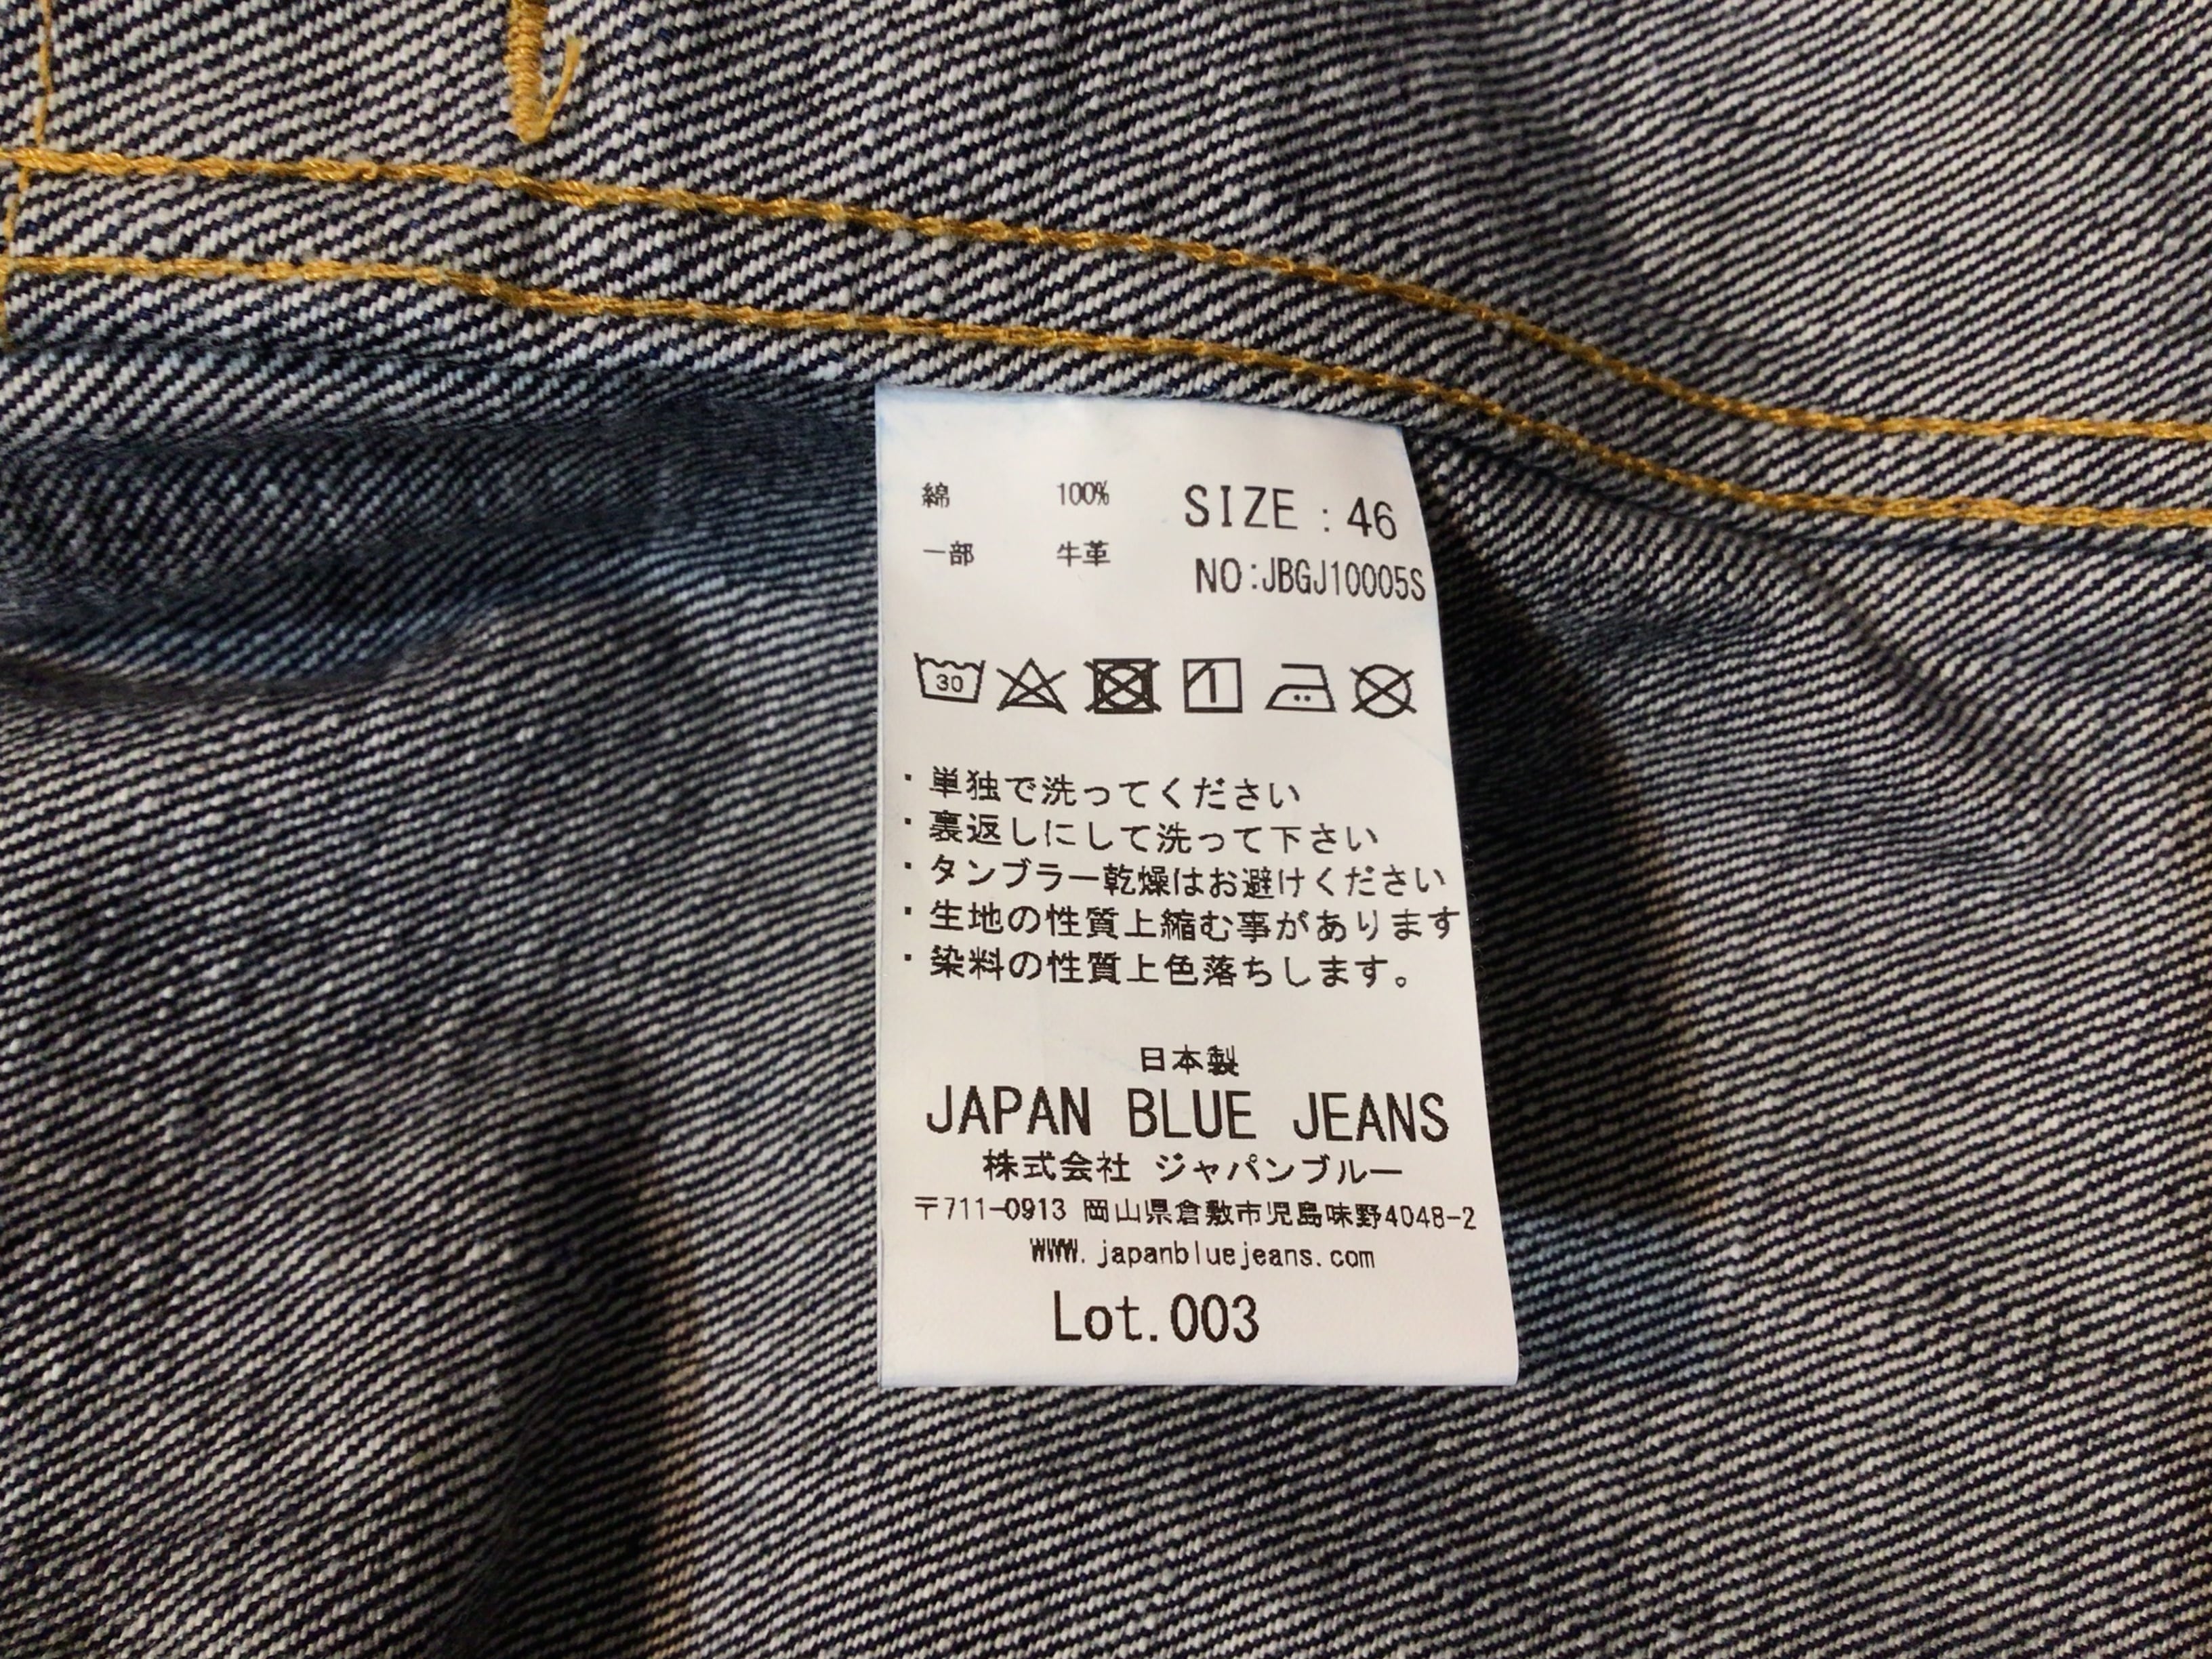 綿 100% SIZE : 46
一部 牛革 NO:JBGJ10005S
30
・単独で洗ってください
・裏返しにして洗って下さい
・タンブラー乾燥はお避けください
・生地の性質上縮む事があります
・染料の性質上色落ちします。
日本製
JAPAN BLUE JEANS
株式会社 ジャパンブルー
〒711-0913 岡山県倉敷市児島味野4048-2
WWW.japanbluejeans.com
Lot.003